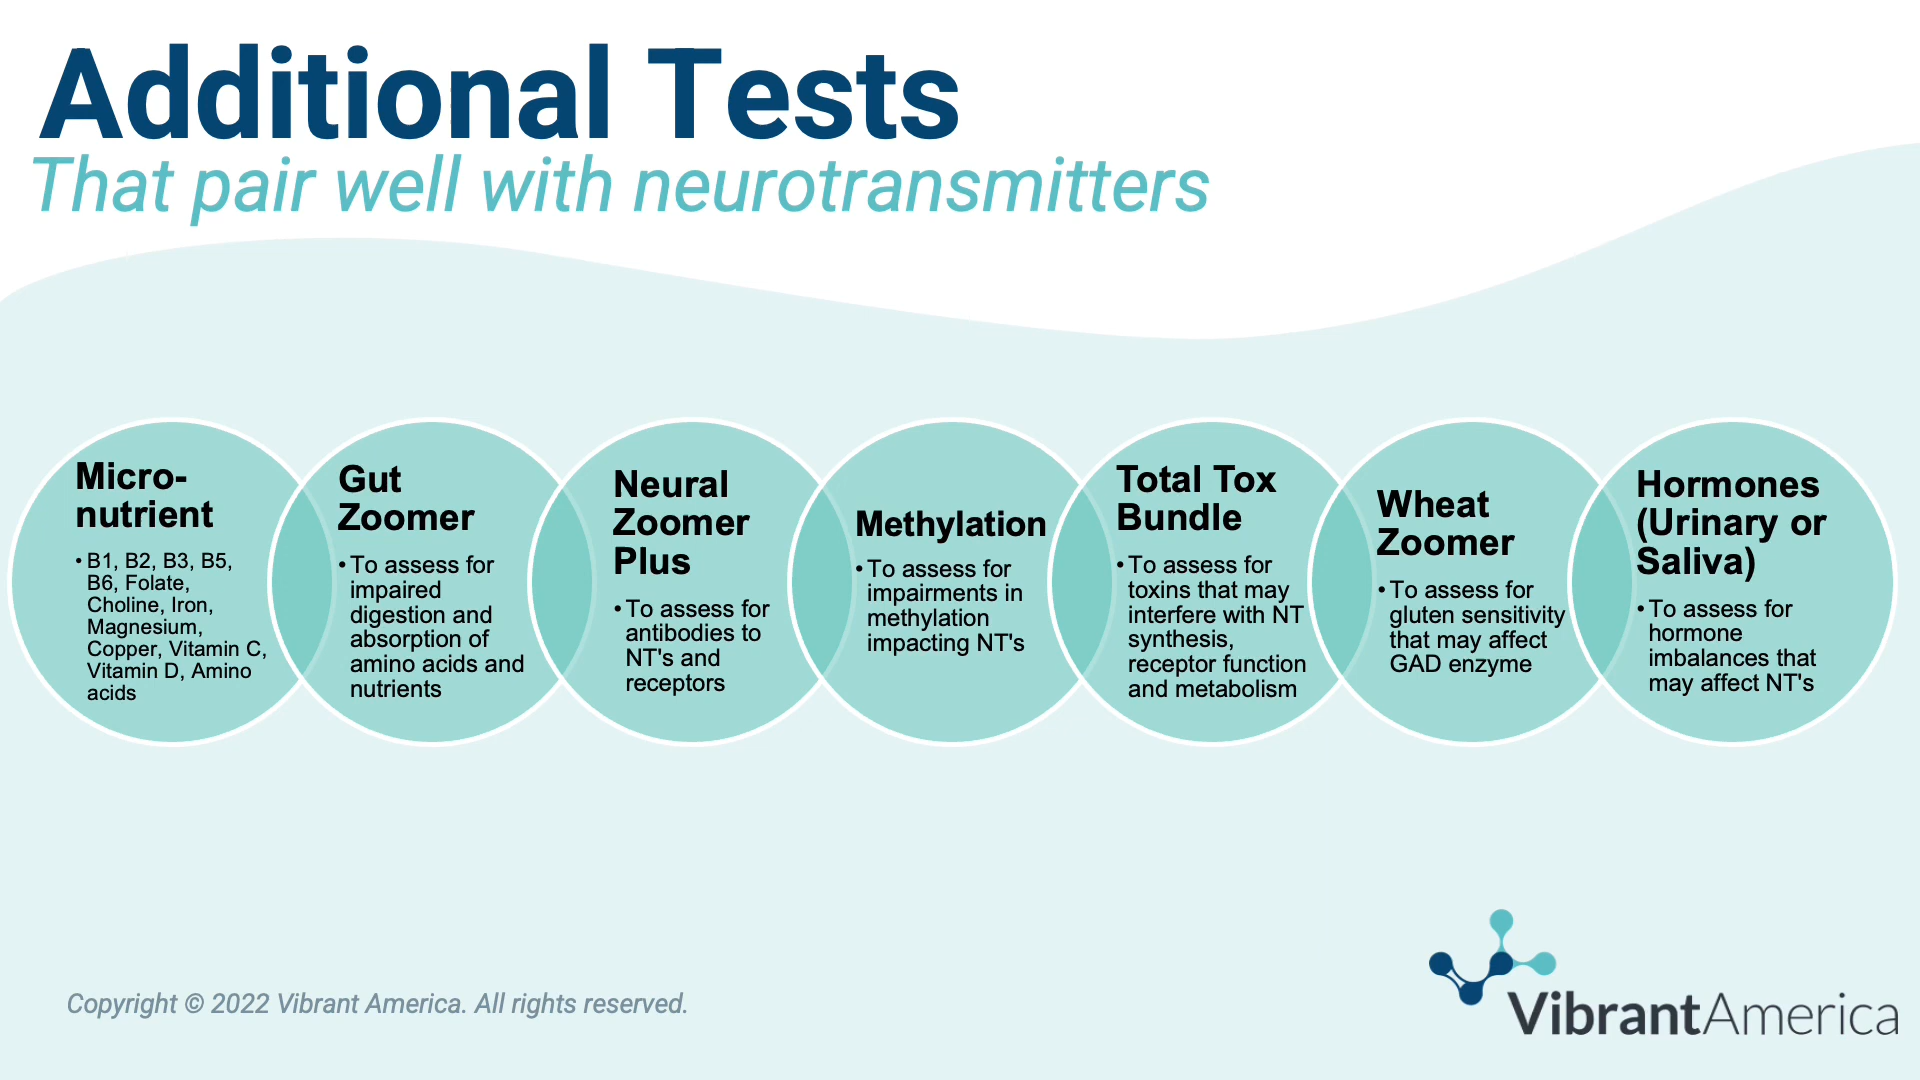 Additional Tests
That pair well with neurotransmitters
Micro-
nutrient
• B1, B2, B3, B5,
B6, Folate,
Choline, Iron,
Magnesium,
Copper, Vitamin C,
Vitamin D, Amino
acids
Gut
Zoomer
• To assess for
impaired
digestion and
absorption of
amino acids and
nutrients
Neural
Zoomer
Plus
• To assess for
antibodies to
NT's and
receptors
Methylation
• To assess for
impairments in
methylation
impacting NT's
Total Tox
Bundle
• To assess for
toxins that may
interfere with NT
synthesis,
receptor function
and metabolism
Wheat
Zoomer
• To assess for
gluten sensitivity
that may affect
GAD enzyme
Hormones
(Urinary or
Saliva)
• To assess for
hormone
imbalances that
may affect NT's
Copyright © 2022 Vibrant America. All rights reserved.
VibrantAmerica